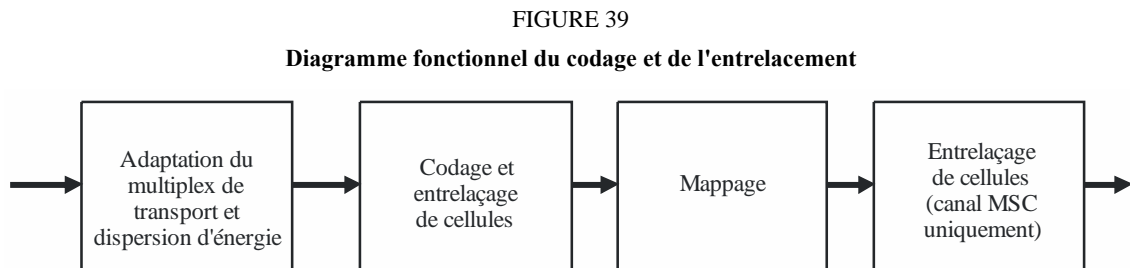 FIGURE 39
Diagramme fonctionnel du codage et de l'entrelacement
Adaptation du
multiplex de
transport et
dispersion d'énergie
Codage et
entrelaçage
de cellules
Mappage
Entrelaçage
de cellules
(canal MSC
uniquement)